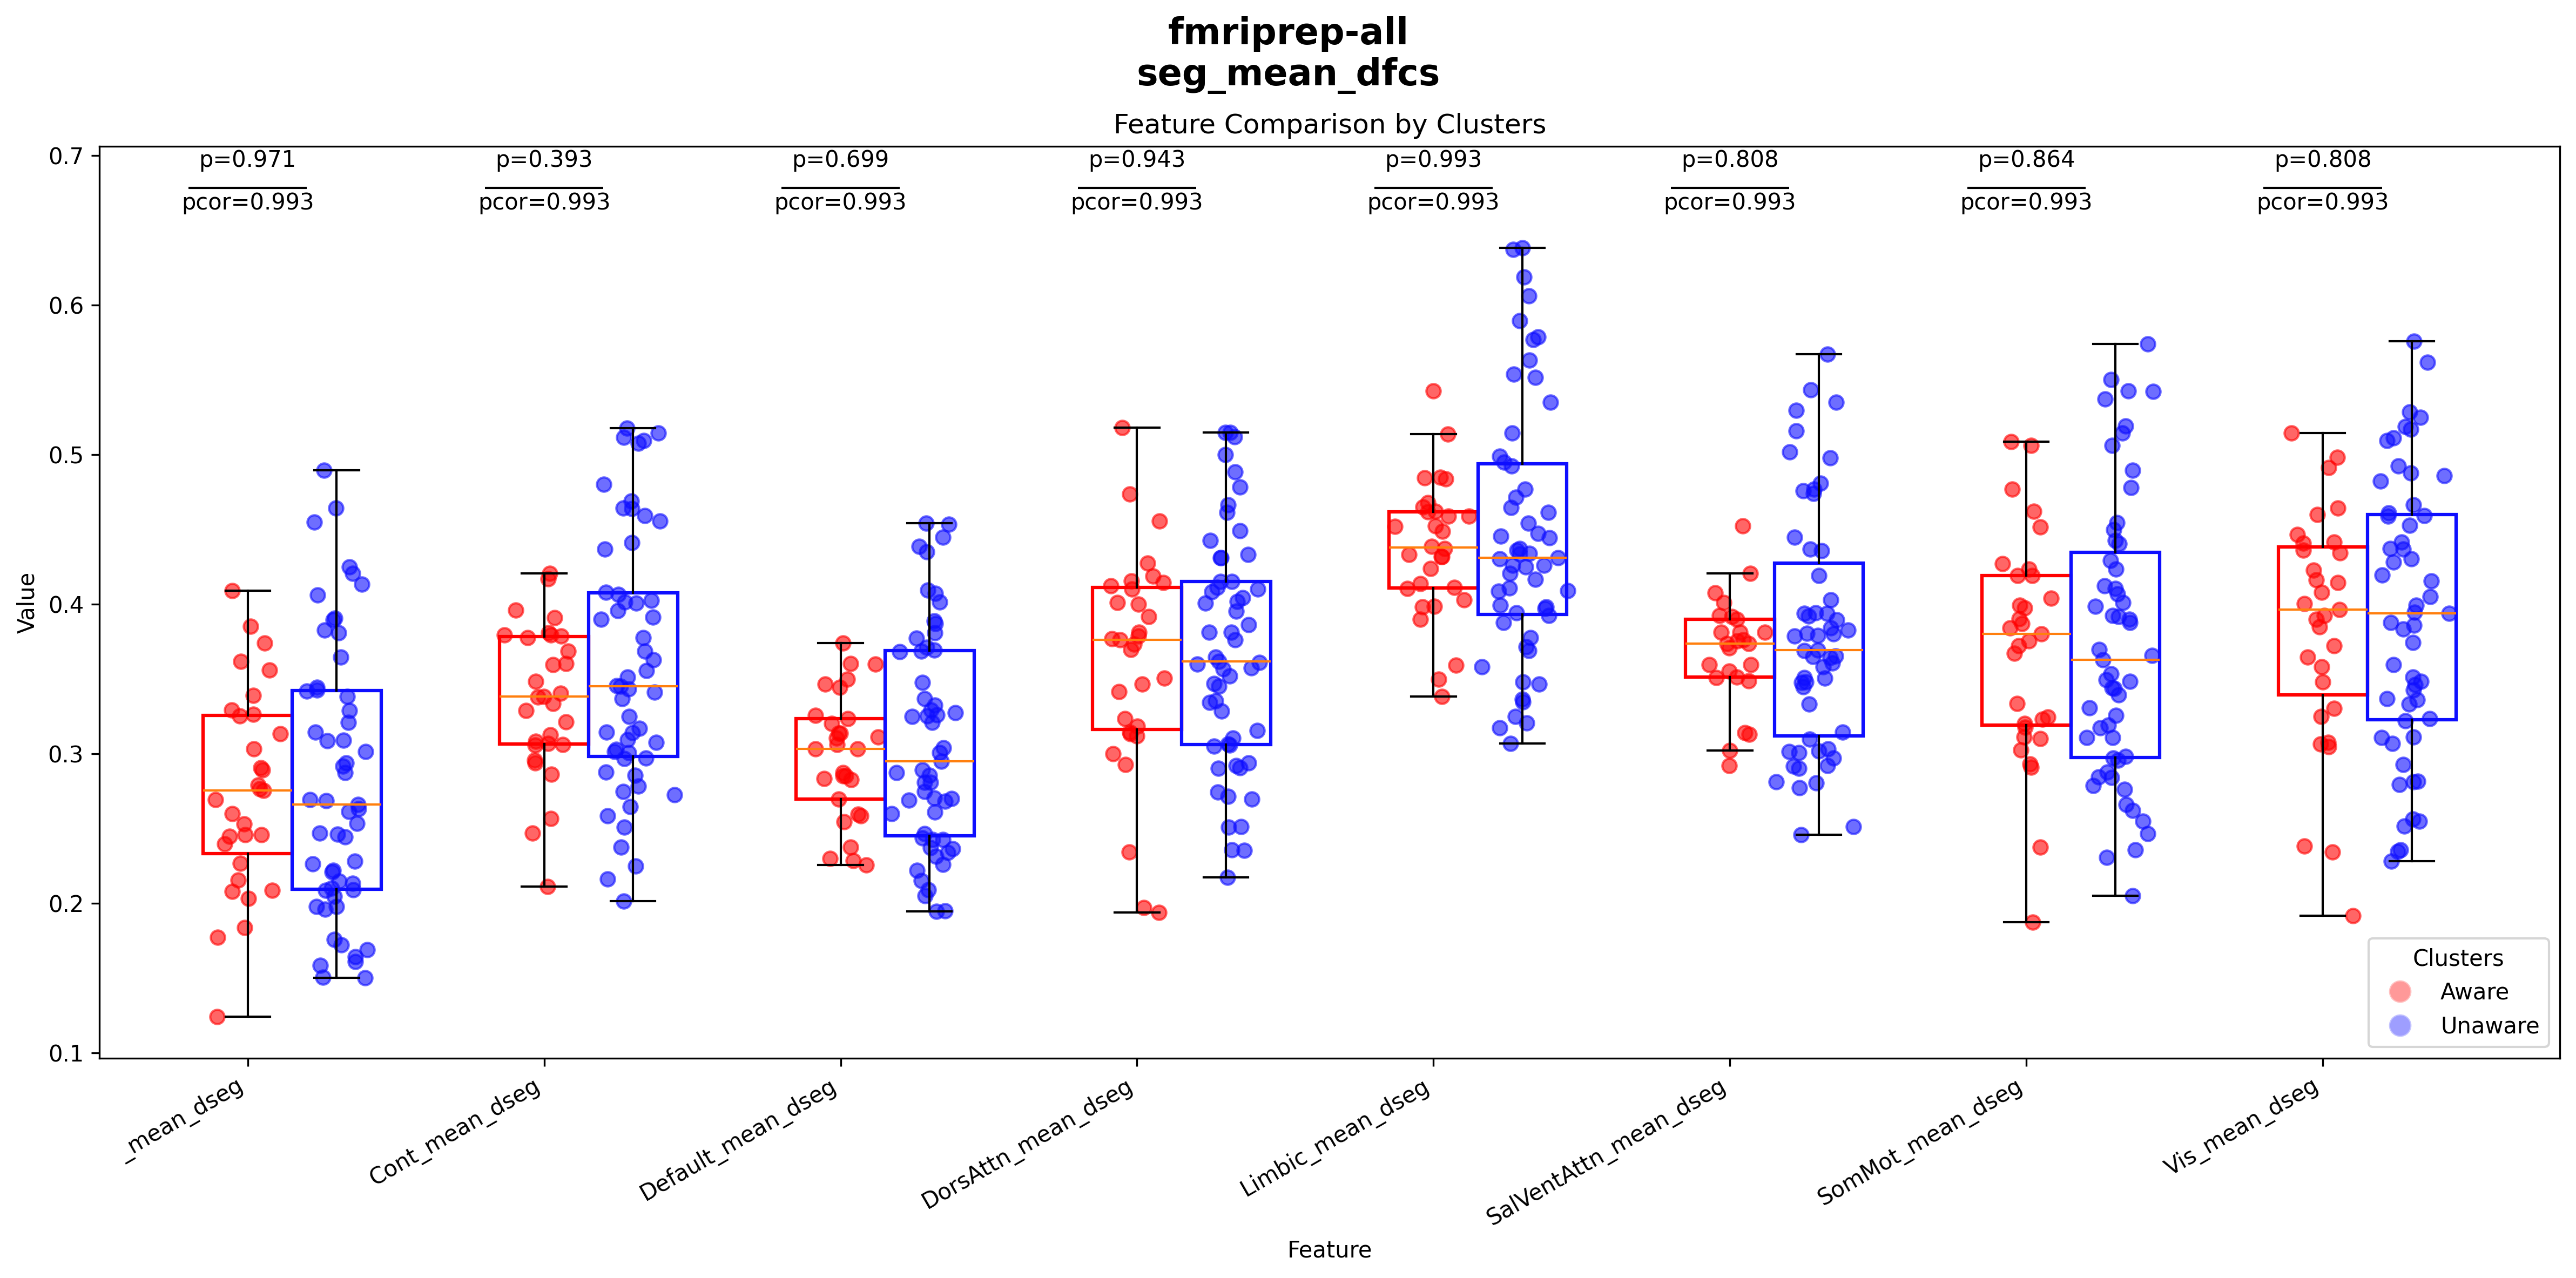 fmriprep-all
seg_mean_dfcs
Feature Comparison by Clusters
p=0.971 p=0.393 p=0.699 p=0.943 p=0.993 p=0.808 p=0.864 p=0.808
pcor=0.993 pcor=0.993 pcor=0.993 pcor=0.993 pcor=0.993 pcor=0.993 pcor=0.993 pcor=0.993
Value
0.7
0.6
0.5
0.4
0.3
0.2
0.1
Clusters
Aware
Unaware
_mean_dseg
Cont_mean_dseg
Default_mean_dseg
DorsAttn_mean_dseg
Limbic_mean_dseg
SalVentAttn_mean_dseg
SomMot_mean_dseg
Vis_mean_dseg
Feature